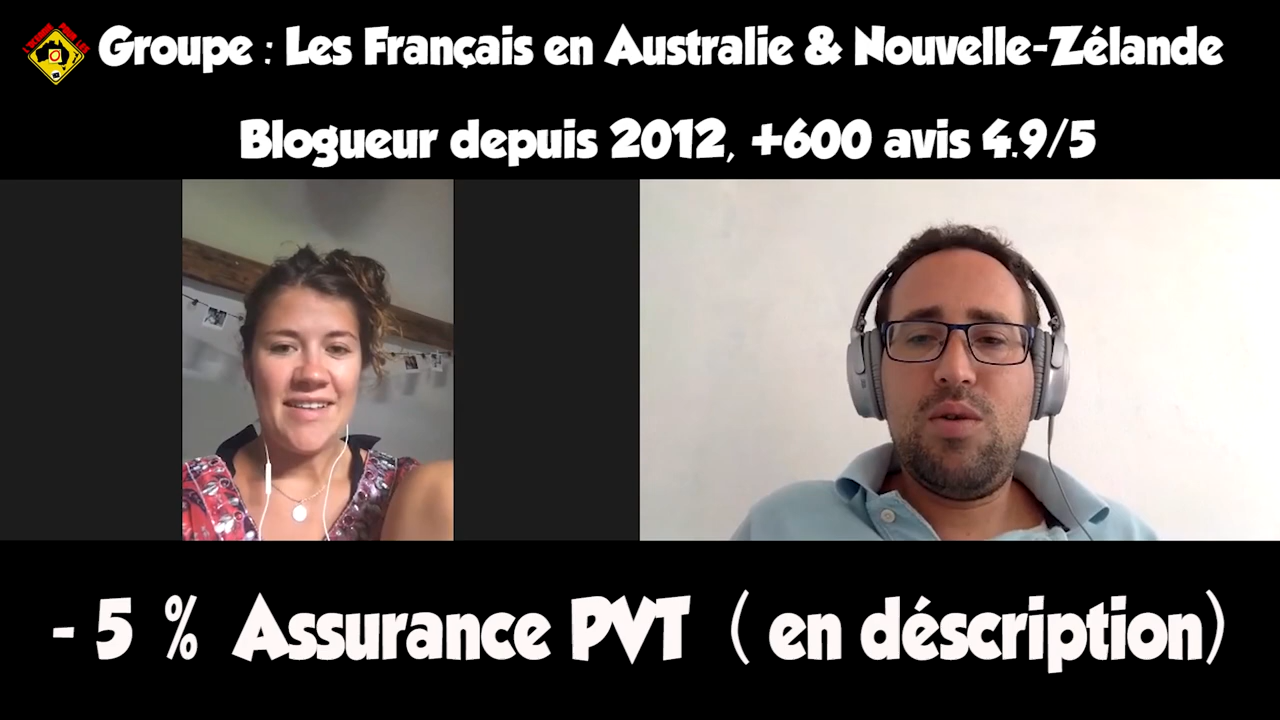 Groupe : Les Français en Australie & Nouvelle-Zélande
Blogueur depuis 2012, +600 avis 4.9/5
- 5 % Assurance PVT ( en déscription)